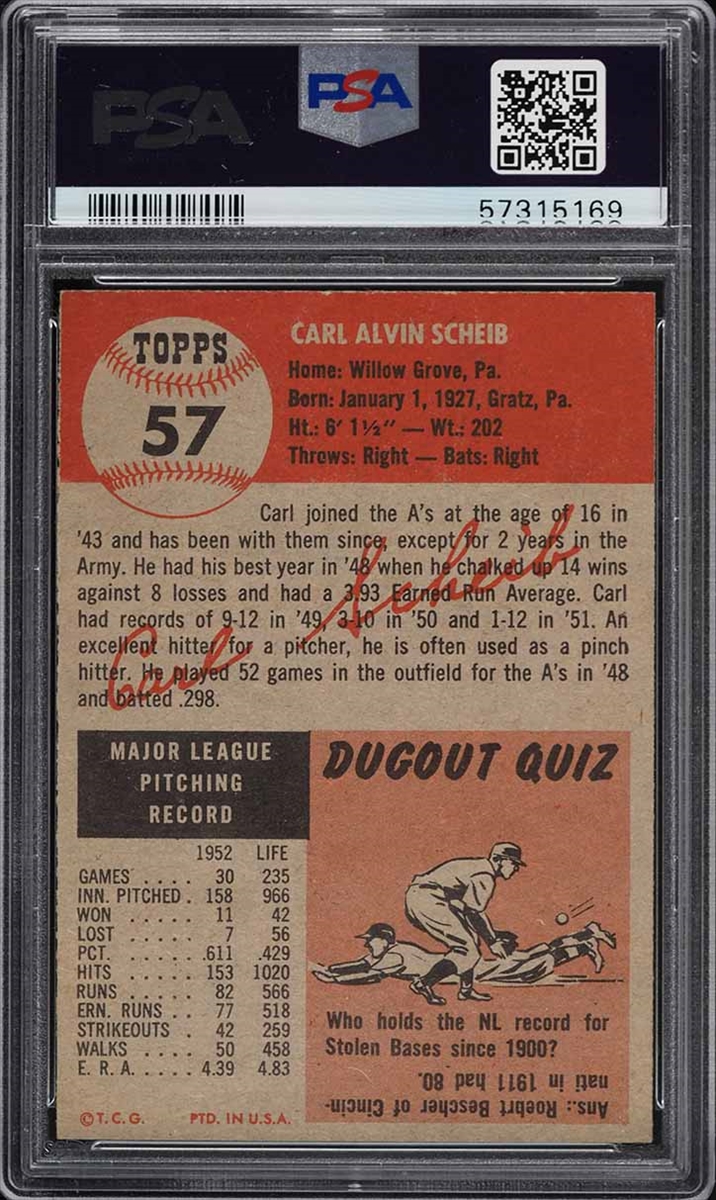 PSA
PSA
57315169
TOPPS
57
CARL ALVIN SCHEIB
Home: Willow Grove, Pa.
Born: January 1, 1927, Gratz, Pa.
Ht.: 6' 1½" — Wt.: 202
Throws: Right — Bats: Right
Carl joined the A's at the age of 16 in
'43 and has been with them since, except for 2 years in the
Army. He had his best year in '48 when he chalked up 14 wins
against 8 losses and had a 3.93 Earned Run Average. Carl
had records of 9-12 in '49, 3-10 in '50 and 1-12 in '51. An
excellent hitter for a pitcher, he is often used as a pinch
hitter. He played 52 games in the outfield for the A's in '48
and batted .298.
Carl Scheib
MAJOR LEAGUE
PITCHING
RECORD
1952 LIFE
GAMES . . . . 30 235
INN. PITCHED . 158 966
WON . . . . . 11 42
LOST . . . . . 7 56
PCT. . . . . . .611 .429
HITS . . . . . 153 1020
RUNS . . . . . 82 566
ERN. RUNS . . 77 518
STRIKEOUTS . 42 259
WALKS . . . . 50 458
E. R. A. . . . . 4.39 4.83
©T.C.G. PTD. IN U.S.A.
DUGOUT QUIZ
Who holds the NL record for
Stolen Bases since 1900?
Ans.: Roebrt Bescher of Cincin-
nati in 1911 had 80.